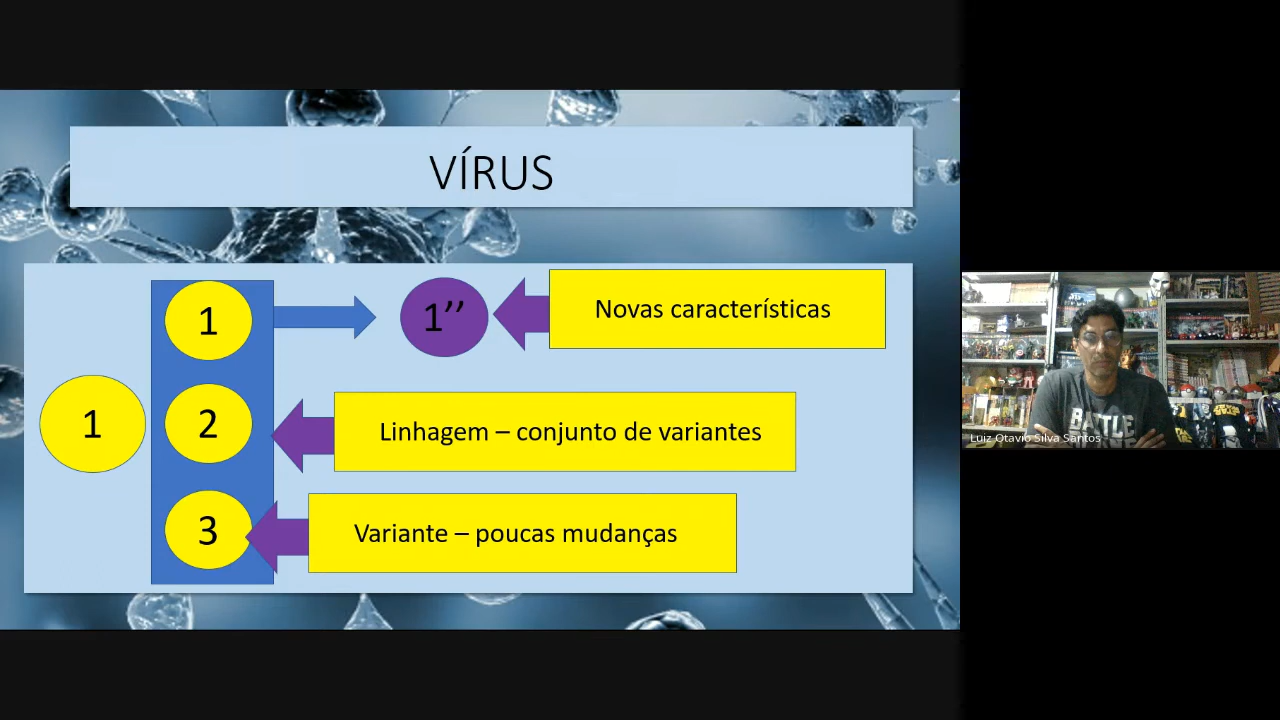 VÍRUS
1
1’’
Novas características
1
2
Linhagem – conjunto de variantes
3
Variante – poucas mudanças
BATTLE
Luiz Otavio Silva Santos